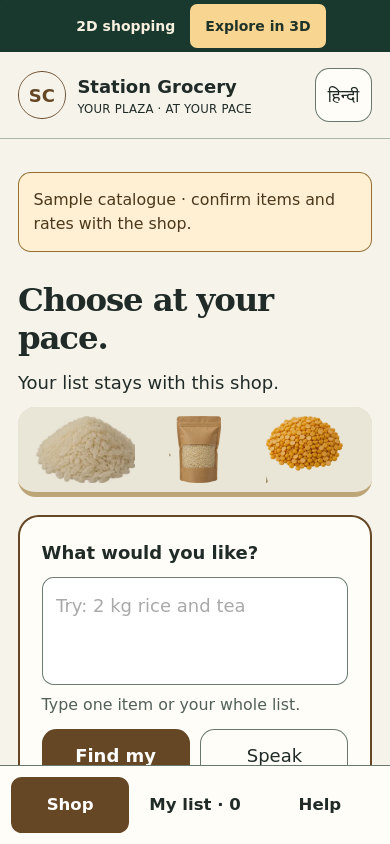 2D shopping
Explore in 3D
SC
Station Grocery
YOUR PLAZA · AT YOUR PACE
हिन्दी
Sample catalogue · confirm items and
rates with the shop.
Choose at your
pace.
Your list stays with this shop.
What would you like?
Try: 2 kg rice and tea
Type one item or your whole list.
Find my
Speak
Shop
My list · 0
Help